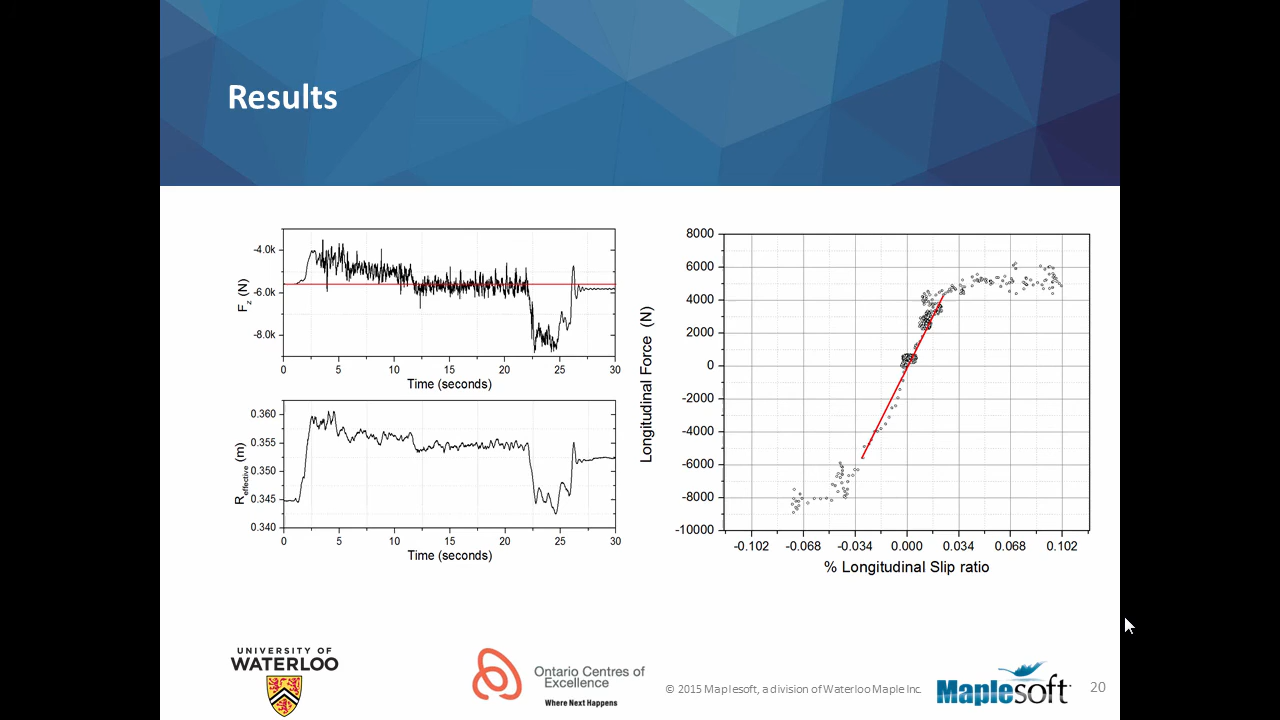 Results
-4.0k
-6.0k
-8.0k
Fz (N)
0 5 10 15 20 25 30
Time (seconds)
0.360
0.355
0.350
0.345
0.340
Reffective (m)
0 5 10 15 20 25 30
Time (seconds)
8000
6000
4000
2000
0
-2000
-4000
-6000
-8000
-10000
Longitudinal Force (N)
-0.102 -0.068 -0.034 0.000 0.034 0.068 0.102
% Longitudinal Slip ratio
UNIVERSITY OF
WATERLOO
Ontario Centres of
Excellence
Where Next Happens
© 2015 Maplesoft, a division of Waterloo Maple Inc.
Maplesoft
20